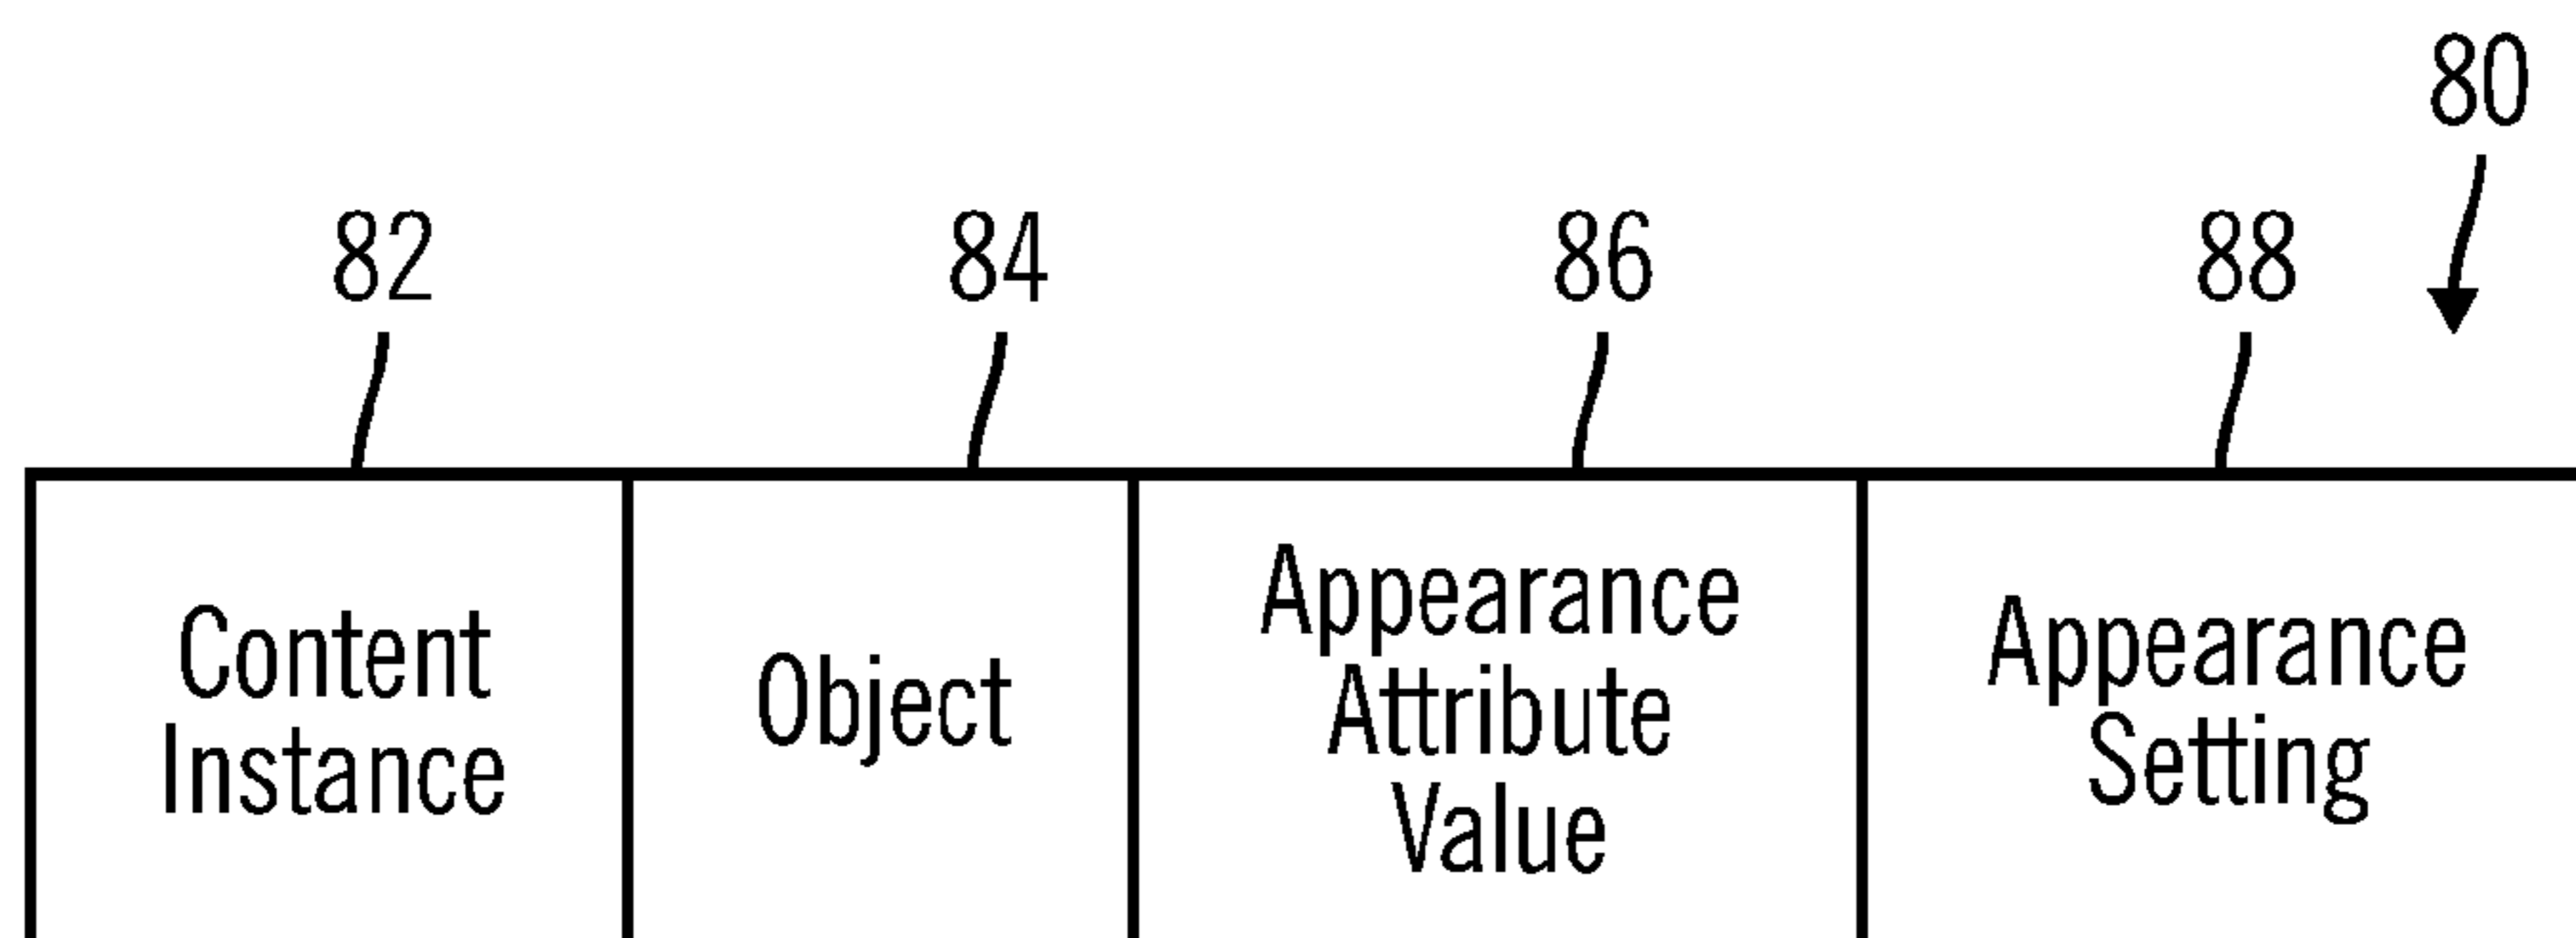 80
82 84 86 88
Content
Instance
Object
Appearance
Attribute
Value
Appearance
Setting